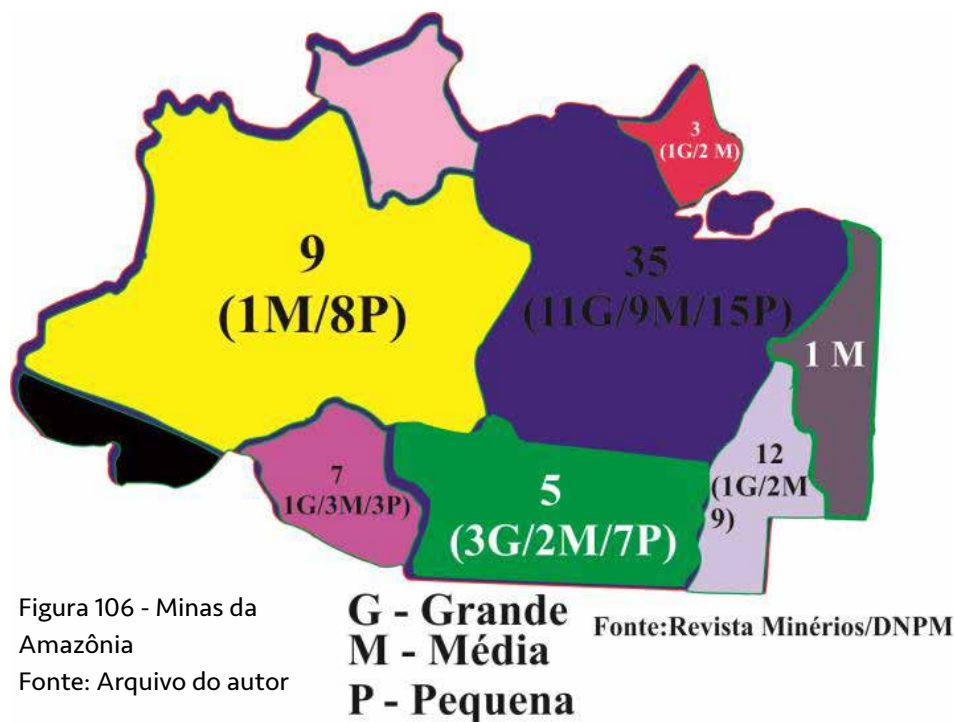 3
(1G/2 M)
9
(1M/8P)
35
(11G/9M/15P)
1 M
7
1G/3M/3P)
5
(3G/2M/7P)
12
(1G/2M
9)
Figura 106 - Minas da
Amazônia
Fonte: Arquivo do autor
G - Grande
M - Média
P - Pequena
Fonte:Revista Minérios/DNPM